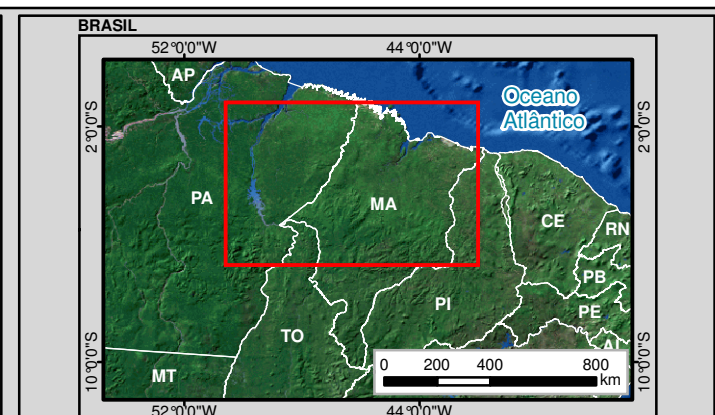 BRASIL
52°0'0"W 44°0'0"W
AP
Oceano
Atlântico
2°0'0"S 2°0'0"S
PA
MA
CE
RN
PB
PI
PE
TO
AL
MT
10°0'0"S 10°0'0"S
0 200 400 800
km
52°0'0"W 44°0'0"W